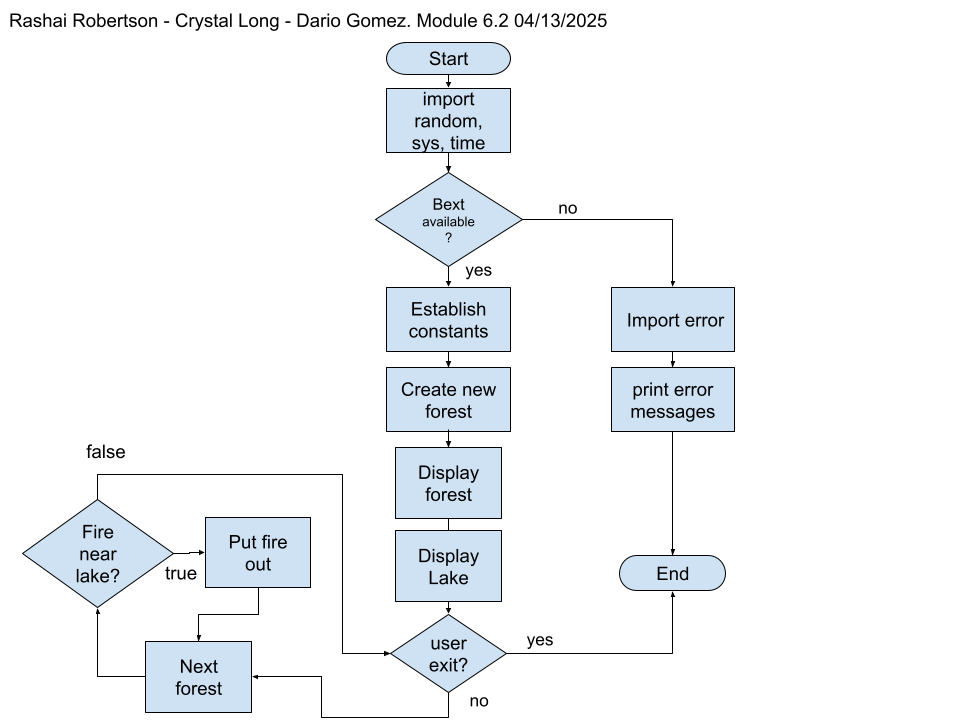 Rashai Robertson - Crystal Long - Dario Gomez. Module 6.2 04/13/2025
Start
import
random,
sys, time
Bext
available
?
no
yes
Establish
constants
Import error
Create new
forest
print error
messages
false
Display
forest
Fire
near
lake?
true
Put fire
out
Display
Lake
End
user
exit?
yes
Next
forest
no